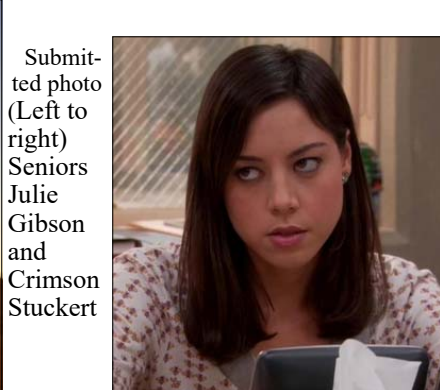 Submit-
ted photo
(Left to
right)
Seniors
Julie
Gibson
and
Crimson
Stuckert